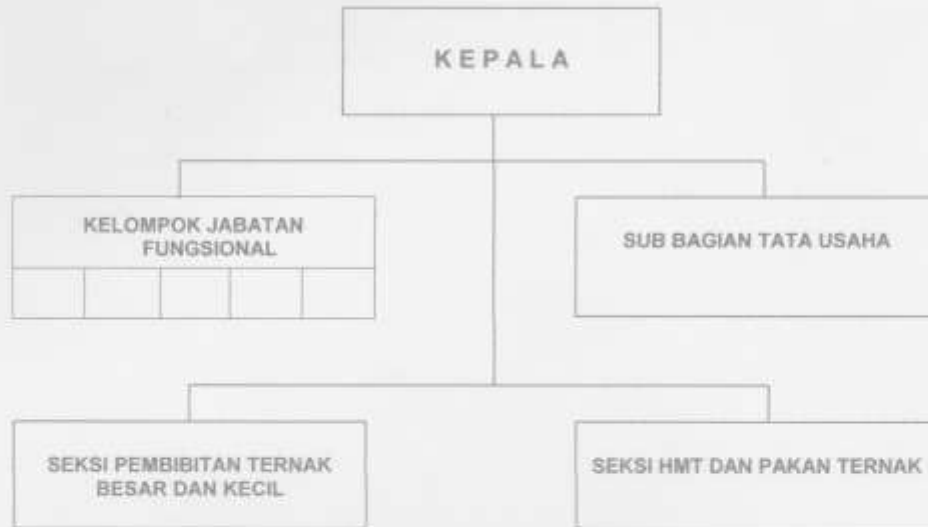 KEPALA
KELOMPOK JABATAN
FUNGSIONAL
SUB BAGIAN TATA USAHA
SEKSI PEMBIBITAN TERNAK
BESAR DAN KECIL
SEKSI HMT DAN PAKAN TERNAK